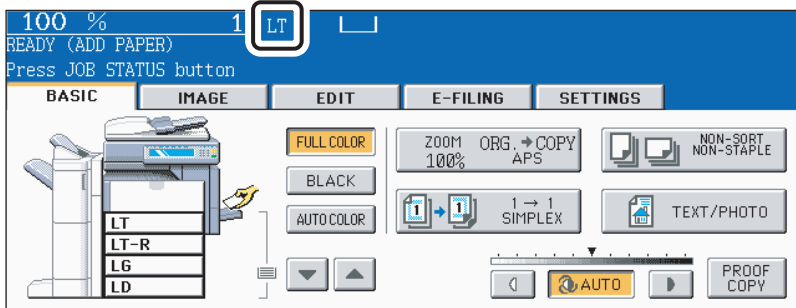 100 % 1 LT
READY (ADD PAPER)
Press JOB STATUS button
BASIC IMAGE EDIT E-FILING SETTINGS
FULL COLOR
BLACK
AUTO COLOR
ZOOM ORG. → COPY
100% APS
NON-SORT
NON-STAPLE
1 → 1
1 → 1
SIMPLEX
TEXT/PHOTO
LT
LT-R
LG
LD
AUTO
PROOF
COPY